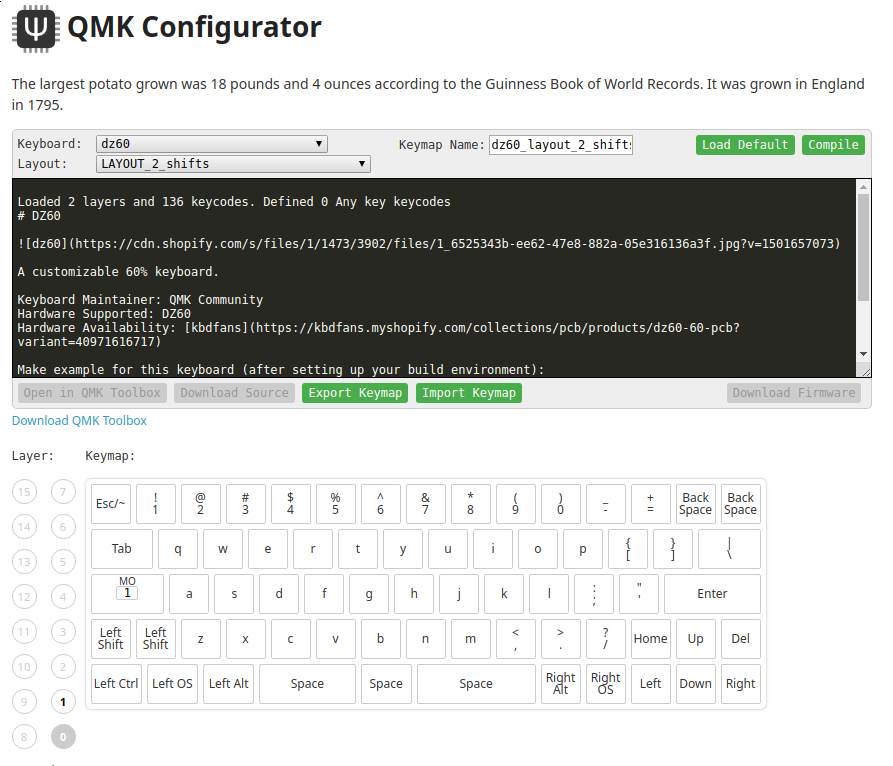 QMK Configurator
The largest potato grown was 18 pounds and 4 ounces according to the Guinness Book of World Records. It was grown in England
in 1795.
Keyboard: dz60 Keymap Name: dz60_layout_2_shift Load Default Compile
Layout: LAYOUT_2_shifts
Loaded 2 layers and 136 keycodes. Defined 0 Any key keycodes
# DZ60
![dz60](https://cdn.shopify.com/s/files/1/1473/3902/files/1_6525343b-ee62-47e8-882a-05e316136a3f.jpg?v=1501657073)
A customizable 60% keyboard.
Keyboard Maintainer: QMK Community
Hardware Supported: DZ60
Hardware Availability: [kbdfans](https://kbdfans.myshopify.com/collections/pcb/products/dz60-60-pcb?
variant=40971616717)
Make example for this keyboard (after setting up your build environment):
Open in QMK Toolbox Download Source Export Keymap Import Keymap Download Firmware
Download QMK Toolbox
Layer: Keymap:
15 7
14 6
13 5
12 4
11 3
10 2
9 1
8 0
Esc/~ ! 1 @ 2 # 3 $ 4 % 5 ^ 6 & 7 * 8 ( 9 ) 0 _ - + = Back Space Back Space
Tab q w e r t y u i o p { [ } ] | \
MO 1 a s d f g h j k l : ; " ' Enter
Left Shift Left Shift z x c v b n m < , > . ? / Home Up Del
Left Ctrl Left OS Left Alt Space Space Space Right Alt Right OS Left Down Right